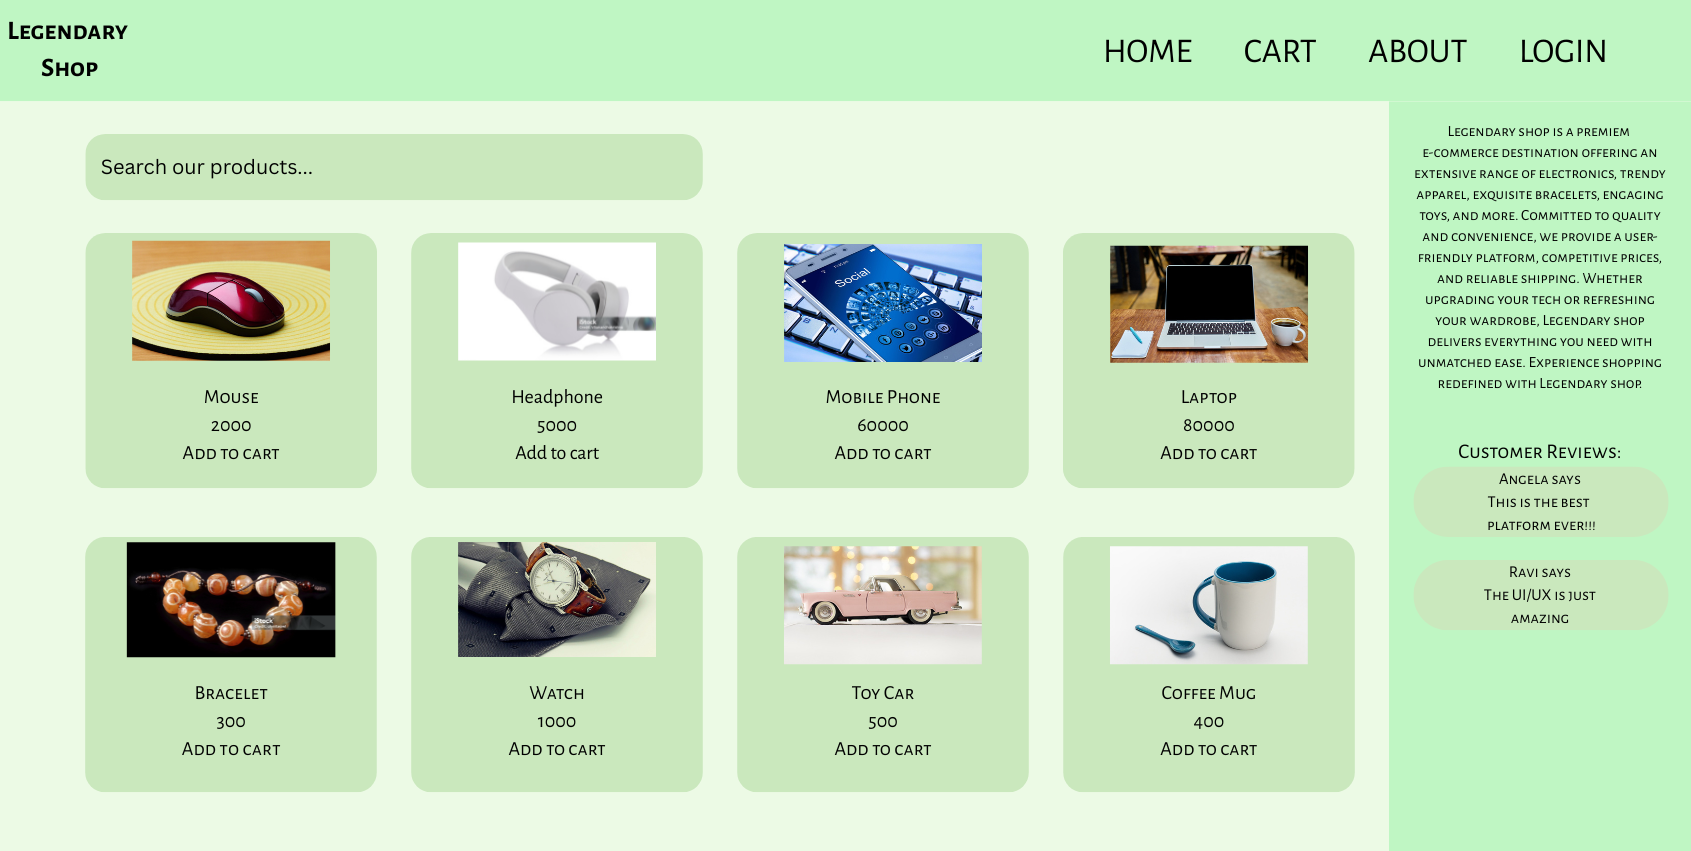 Legendary
Shop
HOME
CART
ABOUT
LOGIN
Search our products...
Social
iStock
Mouse
2000
Add to cart
Headphone
5000
Add to cart
Mobile Phone
60000
Add to cart
Laptop
80000
Add to cart
iStock
Bracelet
300
Add to cart
Watch
1000
Add to cart
Toy Car
500
Add to cart
Coffee Mug
400
Add to cart
Legendary shop is a premiem
e-commerce destination offering an
extensive range of electronics, trendy
apparel, exquisite bracelets, engaging
toys, and more. Committed to quality
and convenience, we provide a user-
friendly platform, competitive prices,
and reliable shipping. Whether
upgrading your tech or refreshing
your wardrobe, Legendary shop
delivers everything you need with
unmatched ease. Experience shopping
redefined with Legendary shop.
Customer Reviews:
Angela says
This is the best
platform ever!!!
Ravi says
The UI/UX is just
amazing